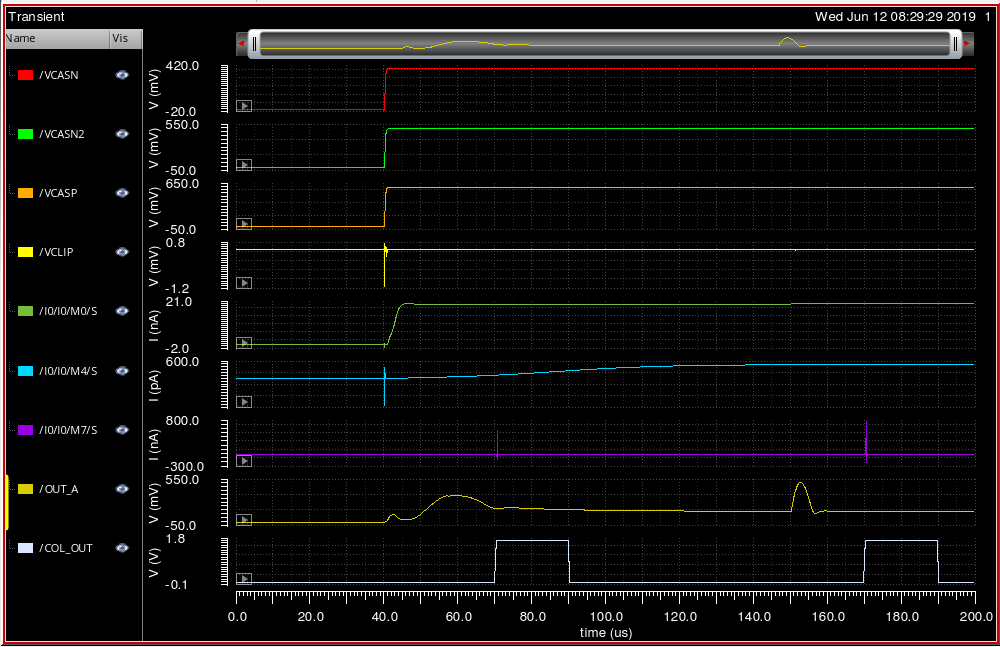 Transient Wed Jun 12 08:29:29 2019 1
Name Vis
/VCASN V (mV) 420.0 -20.0
/VCASN2 V (mV) 550.0 -50.0
/VCASP V (mV) 650.0 -50.0
/VCLIP V (mV) 0.8 -1.2
/I0/I0/M0/S I (nA) 21.0 -2.0
/I0/I0/M4/S I (pA) 600.0
/I0/I0/M7/S I (nA) 800.0 -300.0
/OUT_A V (mV) 550.0 -50.0
/COL_OUT V (V) 1.8 -0.1
0.0 20.0 40.0 60.0 80.0 100.0 120.0 140.0 160.0 180.0 200.0
time (us)